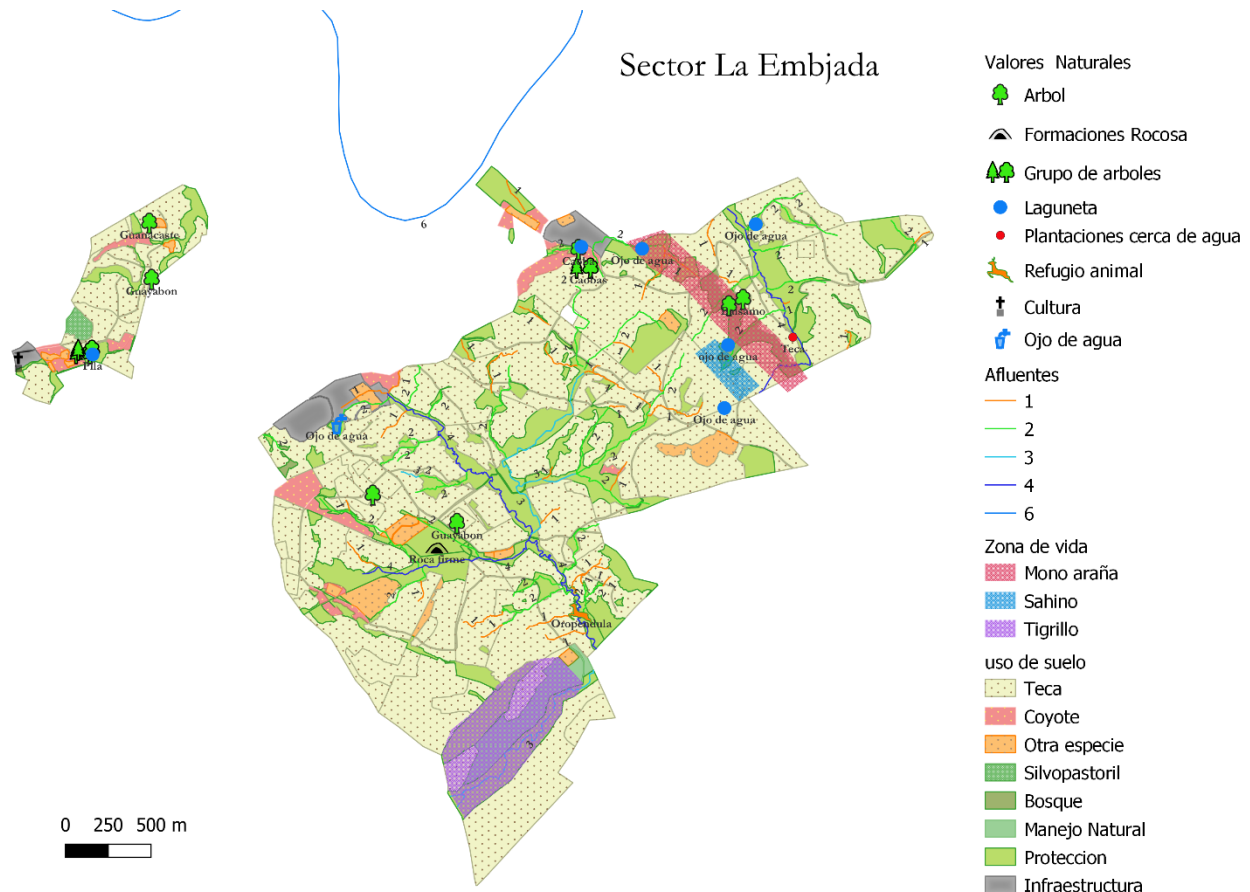 Sector La Embjada
Valores Naturales
Arbol
Formaciones Rocosa
Grupo de arboles
Laguneta
Plantaciones cerca de agua
Refugio animal
Cultura
Ojo de agua
Afluentes
1
2
3
4
6
Zona de vida
Mono araña
Sahino
Tigrillo
uso de suelo
Teca
Coyote
Otra especie
Silvopastoril
Bosque
Manejo Natural
Proteccion
Infraestructura
6
Guanacaste
Guayabon
Pila
Caoba
2 Caobas
Ojo de agua
Ojo de agua
ojo de agua
Teca
Ojo de agua
Ojo de agua
Guayabon
Roca firme
Oropendula
0 250 500 m